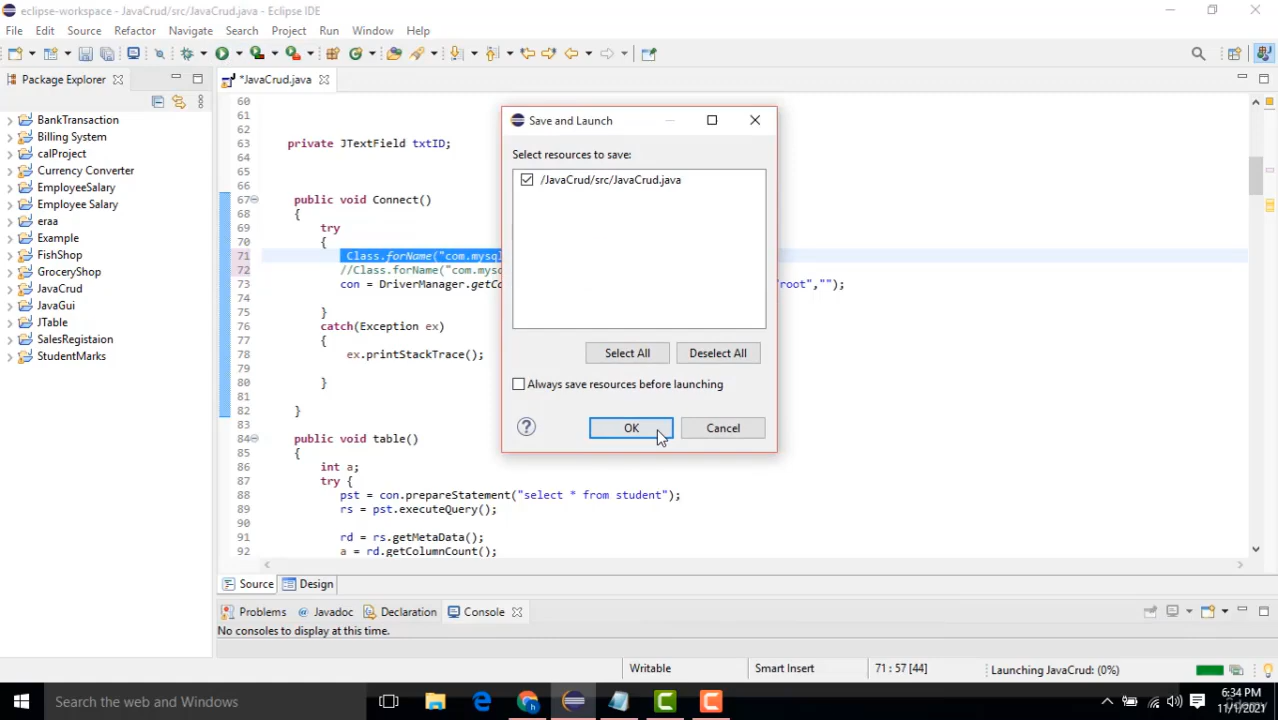 eclipse-workspace - JavaCrud/src/JavaCrud.java - Eclipse IDE
File Edit Source Refactor Navigate Search Project Run Window Help
Package Explorer
*JavaCrud.java
BankTransaction
Billing System
calProject
Currency Converter
EmployeeSalary
Employee Salary
eraa
Example
FishShop
GroceryShop
JavaCrud
JavaGui
JTable
SalesRegistaion
StudentMarks
60
61
62
63 private JTextField txtID;
64
65
66
67 public void Connect()
68 {
69 try
70 {
71 Class.forName("com.mysql
72 //Class.forName("com.mys
73 con = DriverManager.getCo "root","");
74
75 }
76 catch(Exception ex)
77 {
78 ex.printStackTrace();
79
80 }
81
82 }
83
84 public void table()
85 {
86 int a;
87 try {
88 pst = con.prepareStatement("select * from student");
89 rs = pst.executeQuery();
90
91 rd = rs.getMetaData();
92 a = rd.getColumnCount();
Save and Launch
Select resources to save:
/JavaCrud/src/JavaCrud.java
Select All Deselect All
Always save resources before launching
? OK Cancel
Source Design
Problems @ Javadoc Declaration Console
No consoles to display at this time.
Writable Smart Insert 71 : 57 [44] Launching JavaCrud: (0%)
Search the web and Windows
6:34 PM
11/1/2021